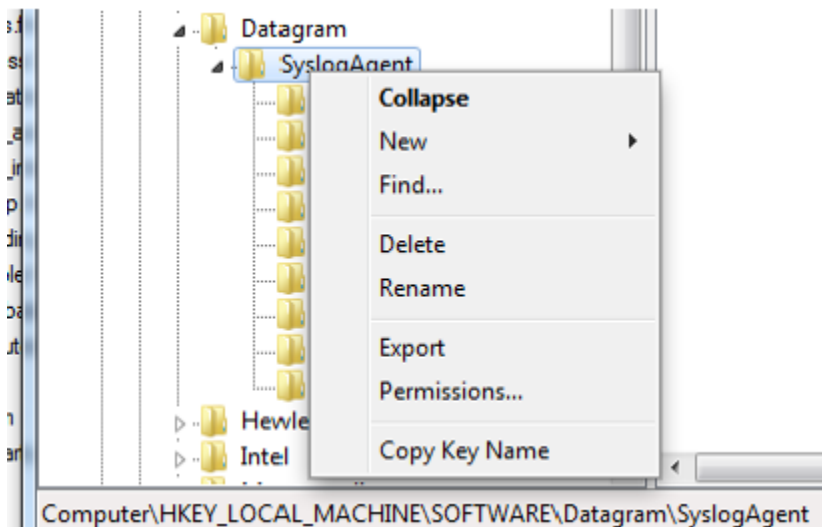 Datagram
SyslogAgent
Collapse
New
Find...
Delete
Rename
Export
Permissions...
Hewle
Intel
Copy Key Name
Computer\HKEY_LOCAL_MACHINE\SOFTWARE\Datagram\SyslogAgent